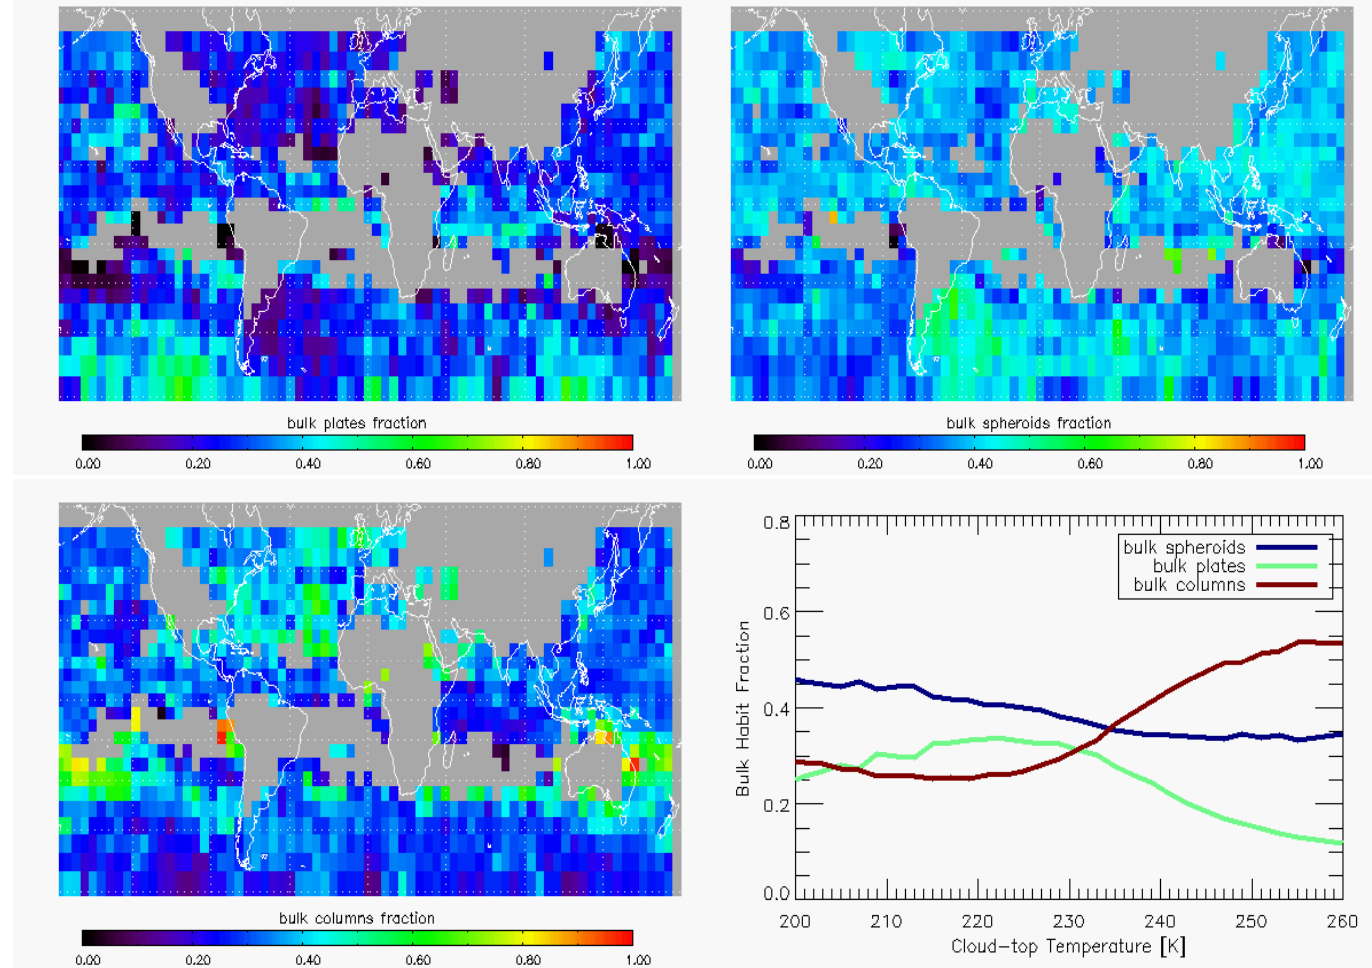 bulk plates fraction
0.00 0.20 0.40 0.60 0.80 1.00
bulk spheroids fraction
0.00 0.20 0.40 0.60 0.80 1.00
bulk columns fraction
0.00 0.20 0.40 0.60 0.80 1.00
bulk spheroids
bulk plates
bulk columns
Bulk Habit Fraction
0.8
0.6
0.4
0.2
0.0
200 210 220 230 240 250 260
Cloud-top Temperature [K]